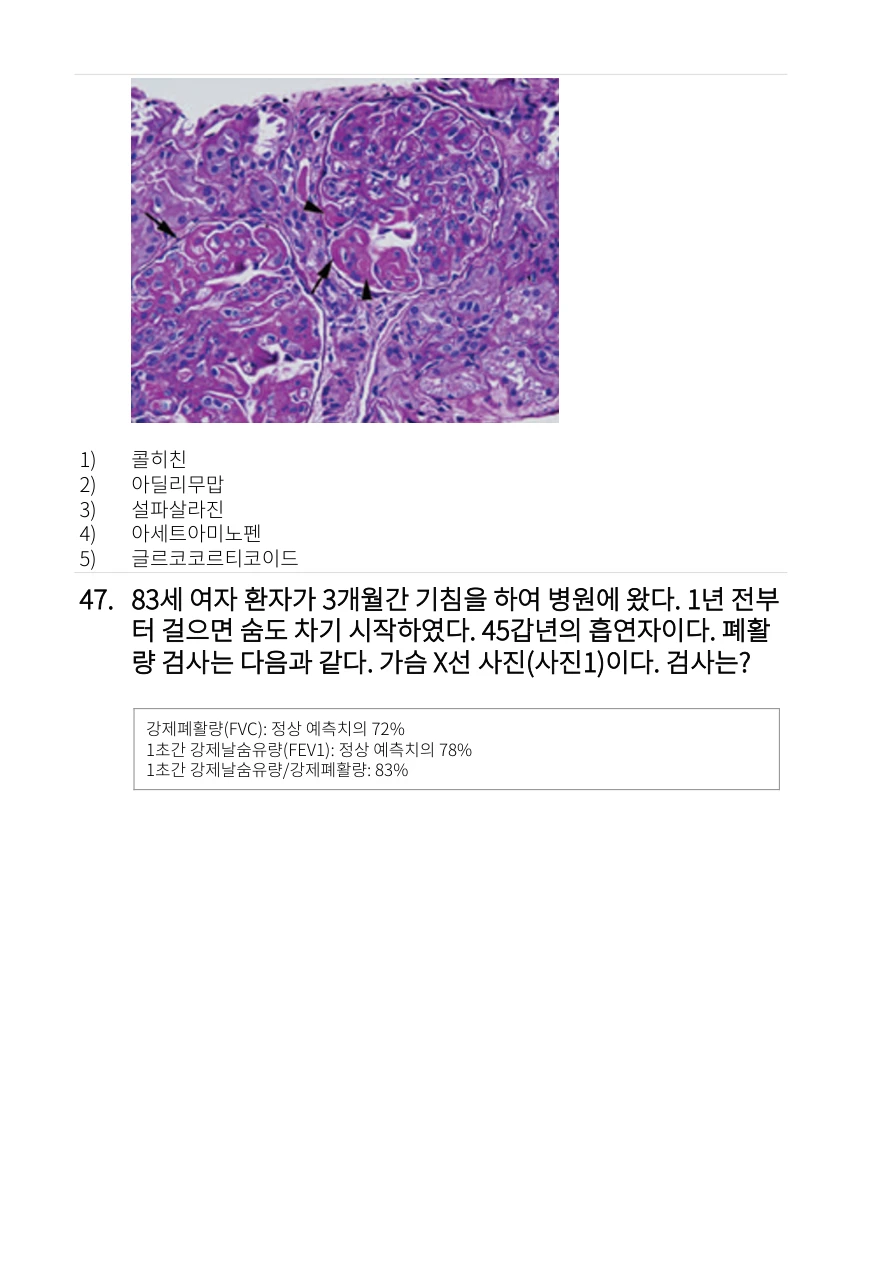 1) 콜히친
2) 아딜리무맙
3) 설파살라진
4) 아세트아미노펜
5) 글르코코르티코이드
47. 83세 여자 환자가 3개월간 기침을 하여 병원에 왔다. 1년 전부
터 걸으면 숨도 차기 시작하였다. 45갑년의 흡연자이다. 폐활
량 검사는 다음과 같다. 가슴 X선 사진(사진1)이다. 검사는?
강제폐활량(FVC): 정상 예측치의 72%
1초간 강제날숨유량(FEV1): 정상 예측치의 78%
1초간 강제날숨유량/강제폐활량: 83%